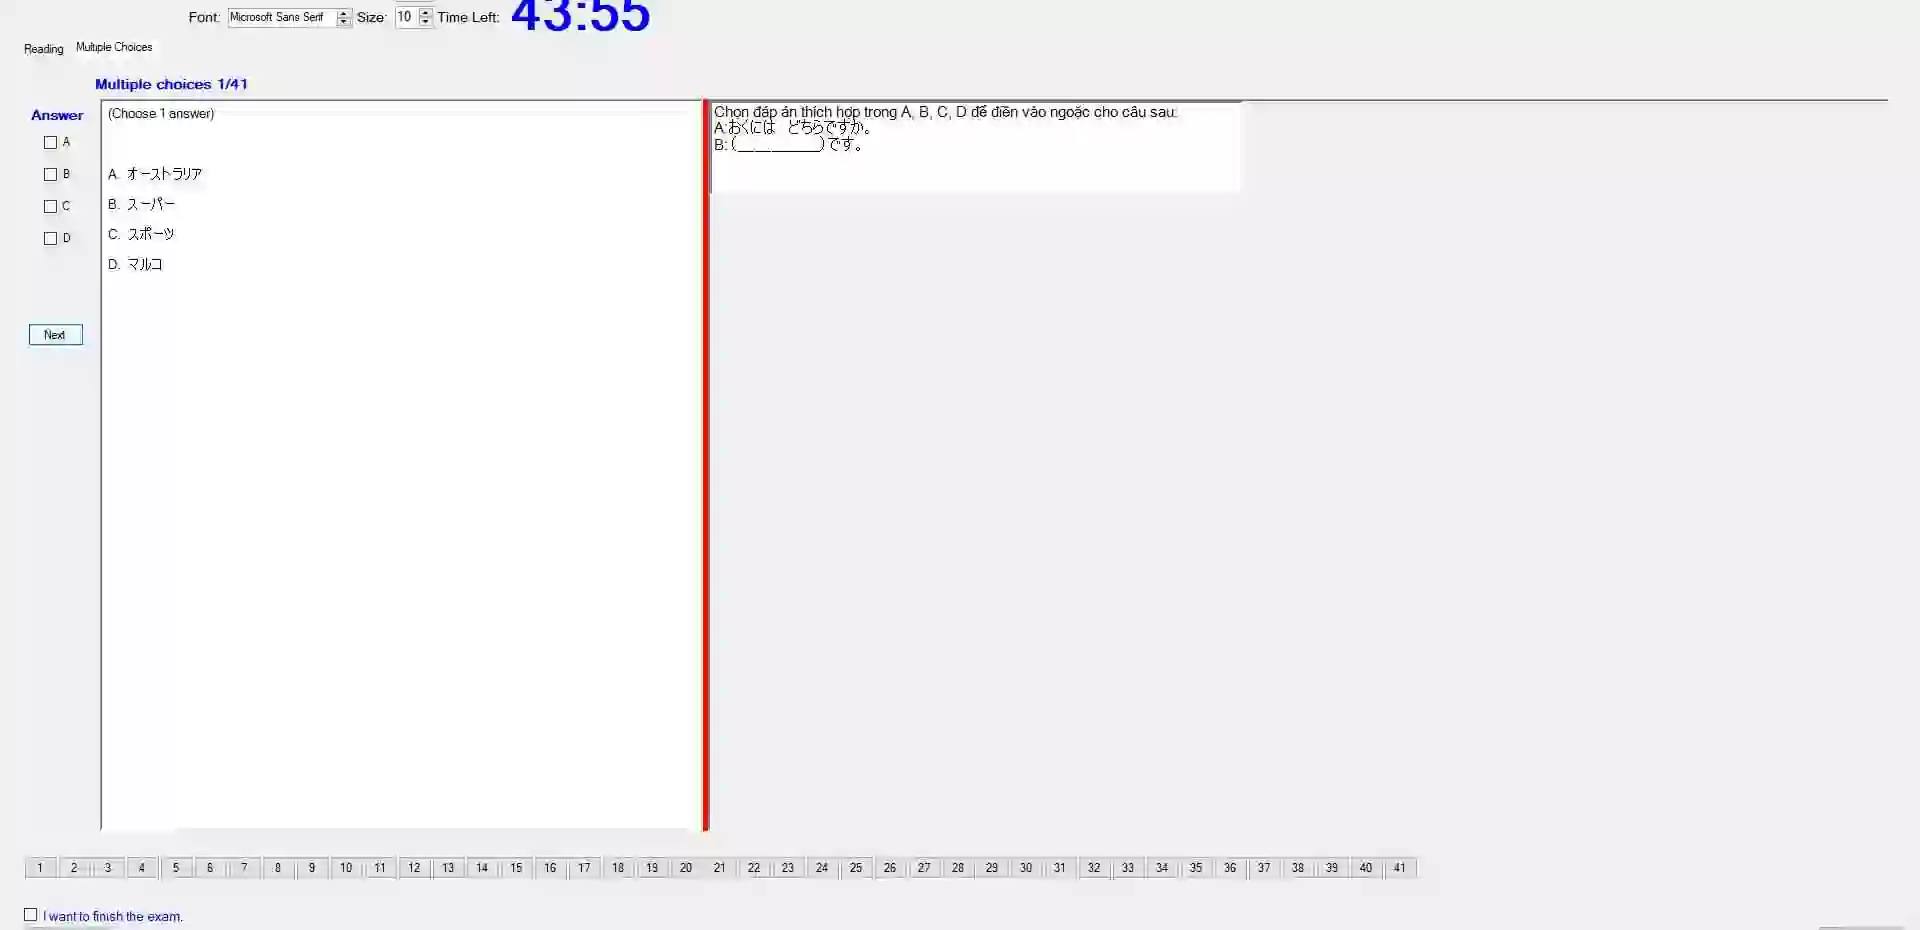 Font: Microsoft Sans Serif Size: 10 Time Left: 43:55
Reading Multiple Choices
Multiple choices 1/41
Answer
A
B
C
D
Next
(Choose 1 answer)
A. オーストラリア
B. スーパー
C. スポーツ
D. マルコ
Chọn đáp án thích hợp trong A, B, C, D để điền vào ngoặc cho câu sau:
A:おくには どちらですか。
B: (__________) です。
1 2 3 4 5 6 7 8 9 10 11 12 13 14 15 16 17 18 19 20 21 22 23 24 25 26 27 28 29 30 31 32 33 34 35 36 37 38 39 40 41
I want to finish the exam.